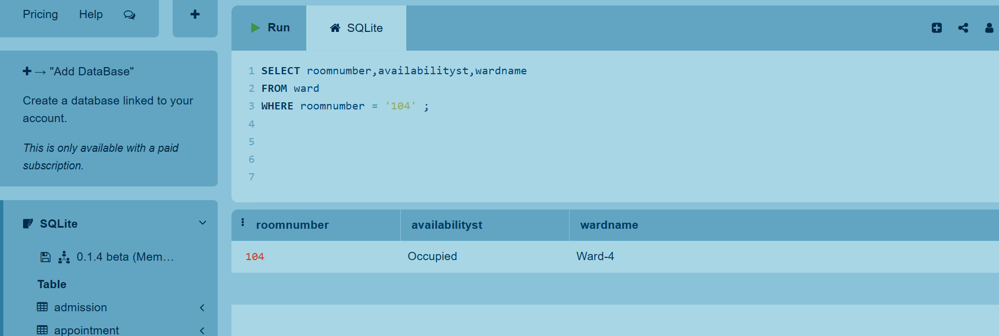 Pricing Help
"Add DataBase"
Create a database linked to your
account.
This is only available with a paid
subscription.
SQLite
0.1.4 beta (Mem...
Table
admission
appointment
Run SQLite
1 SELECT roomnumber,availabilityst,wardname
2 FROM ward
3 WHERE roomnumber = '104' ;
4
5
6
7
roomnumber availabilityst wardname
104 Occupied Ward-4